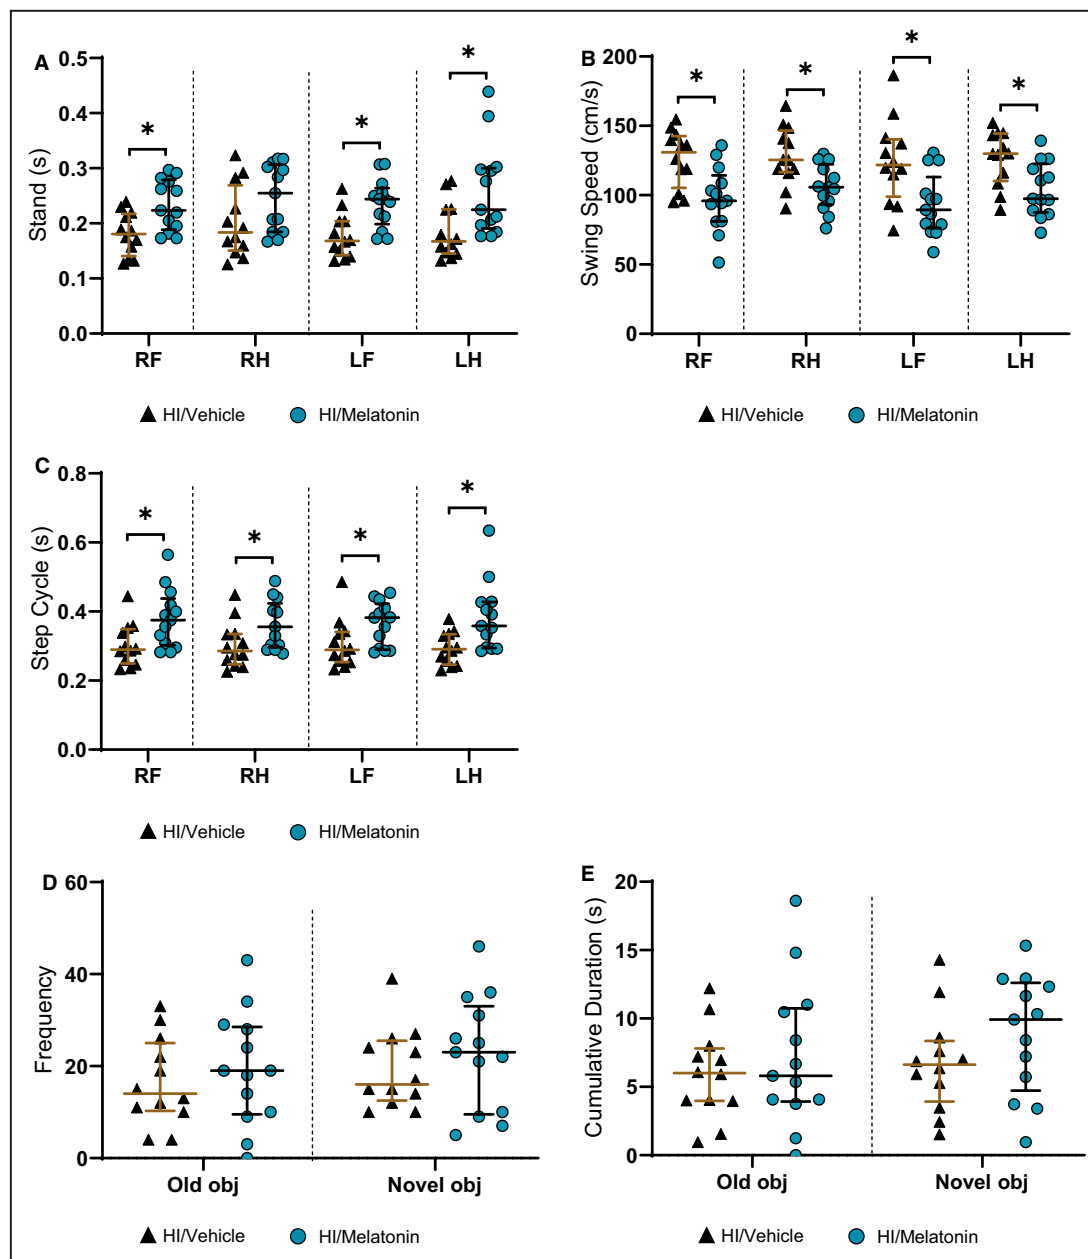 A
Stand (s)
0.5
0.4
0.3
0.2
0.1
0.0
*
*
*
RF RH LF LH
HI/Vehicle HI/Melatonin
B
Swing Speed (cm/s)
200
150
100
50
0
*
*
*
*
RF RH LF LH
HI/Vehicle HI/Melatonin
C
Step Cycle (s)
0.8
0.6
0.4
0.2
0.0
*
*
*
*
RF RH LF LH
HI/Vehicle HI/Melatonin
D
Frequency
60
40
20
0
Old obj Novel obj
HI/Vehicle HI/Melatonin
E
Cumulative Duration (s)
20
15
10
5
0
Old obj Novel obj
HI/Vehicle HI/Melatonin